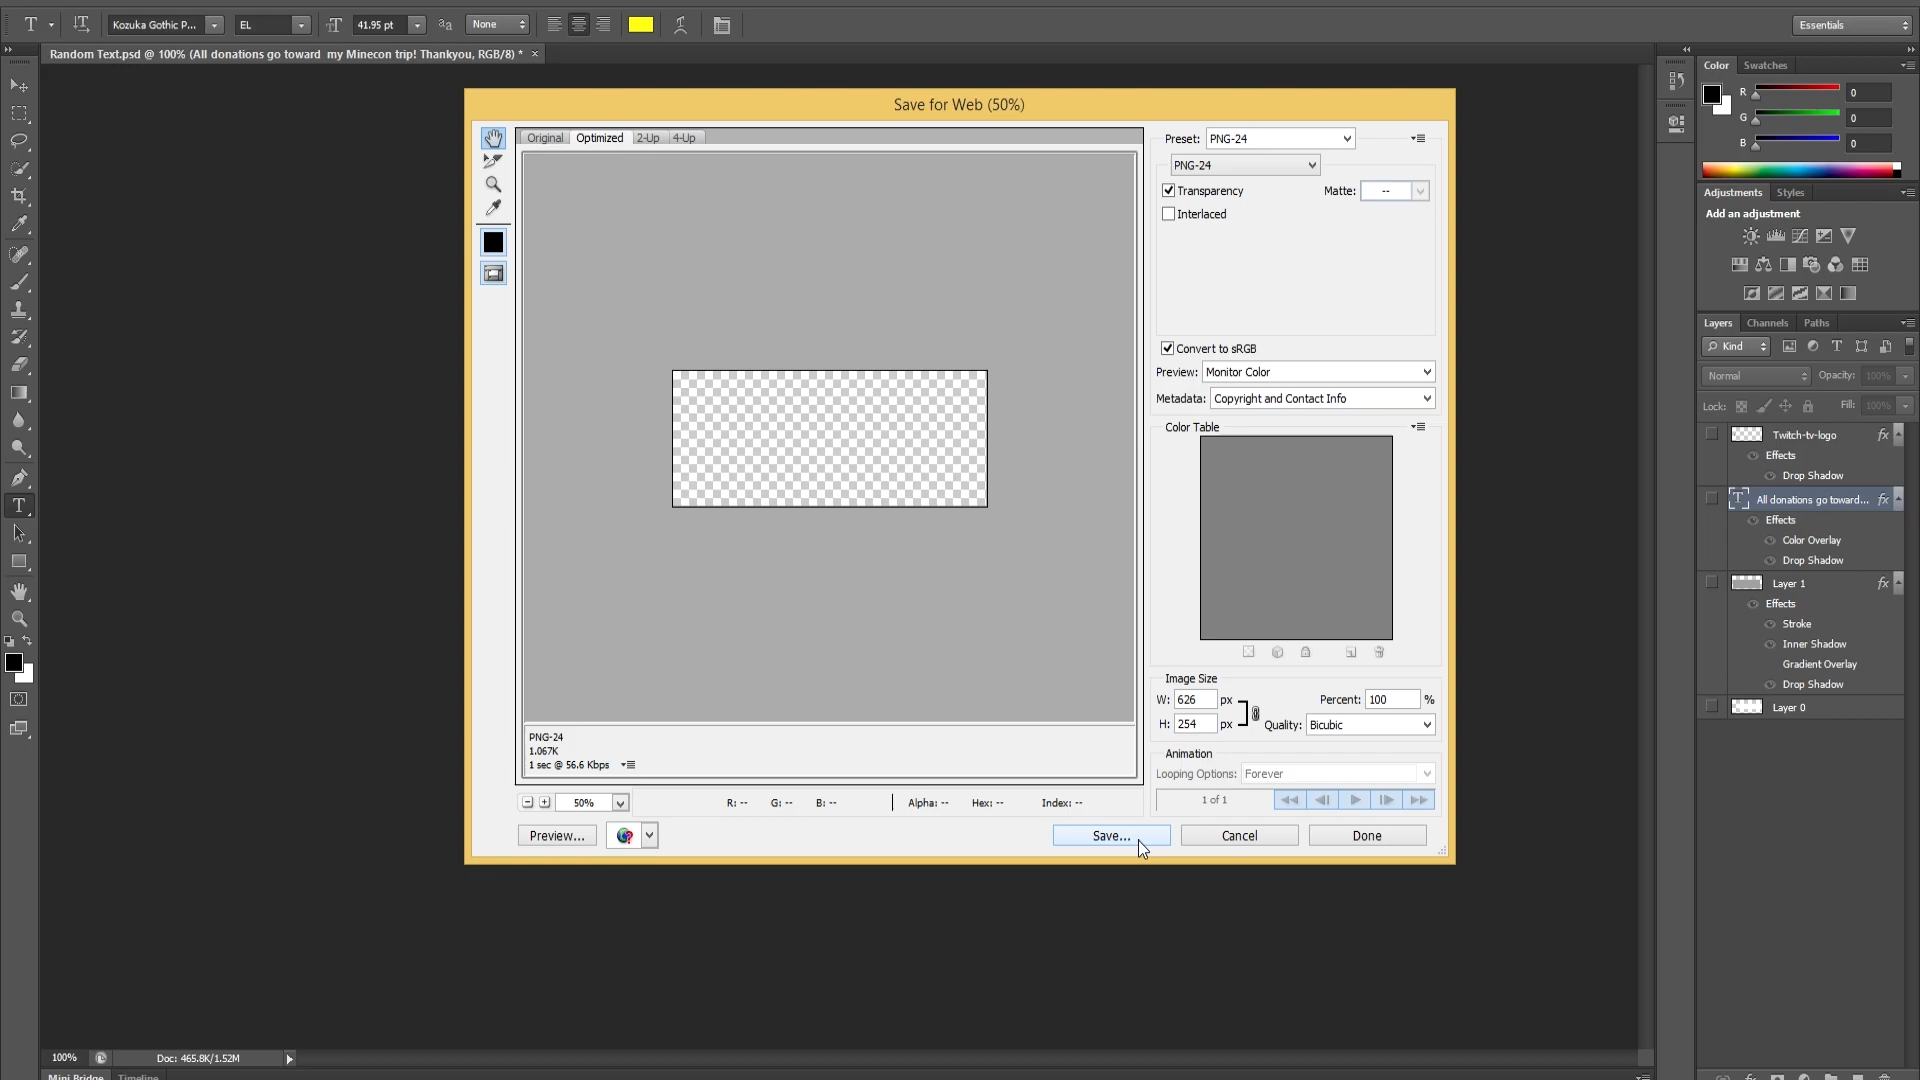 Kozuka Gothic P...
EL
41.95 pt
None
Essentials
Random Text.psd @ 100% (All donations go toward  my Minecon trip! Thankyou, RGB/8) *
Save for Web (50%)
Original Optimized 2-Up 4-Up
Preset: PNG-24
PNG-24
Transparency Matte: --
Interlaced
Convert to sRGB
Preview: Monitor Color
Metadata: Copyright and Contact Info
Color Table
Image Size
W: 626 px Percent: 100 %
H: 254 px Quality: Bicubic
Animation
Looping Options: Forever
1 of 1
PNG-24
1.067K
1 sec @ 56.6 Kbps
50%
R: -- G: -- B: -- Alpha: -- Hex: -- Index: --
Preview... Save... Cancel Done
Color Swatches
R 0
G 0
B 0
Adjustments Styles
Add an adjustment
Layers Channels Paths
Kind
Normal Opacity: 100%
Lock: Fill: 100%
Twitch-tv-logo fx
Effects
Drop Shadow
T All donations go toward... fx
Effects
Color Overlay
Drop Shadow
Layer 1 fx
Effects
Stroke
Inner Shadow
Gradient Overlay
Drop Shadow
Layer 0
100% Doc: 465.8K/1.52M
Mini Bridge Timeline